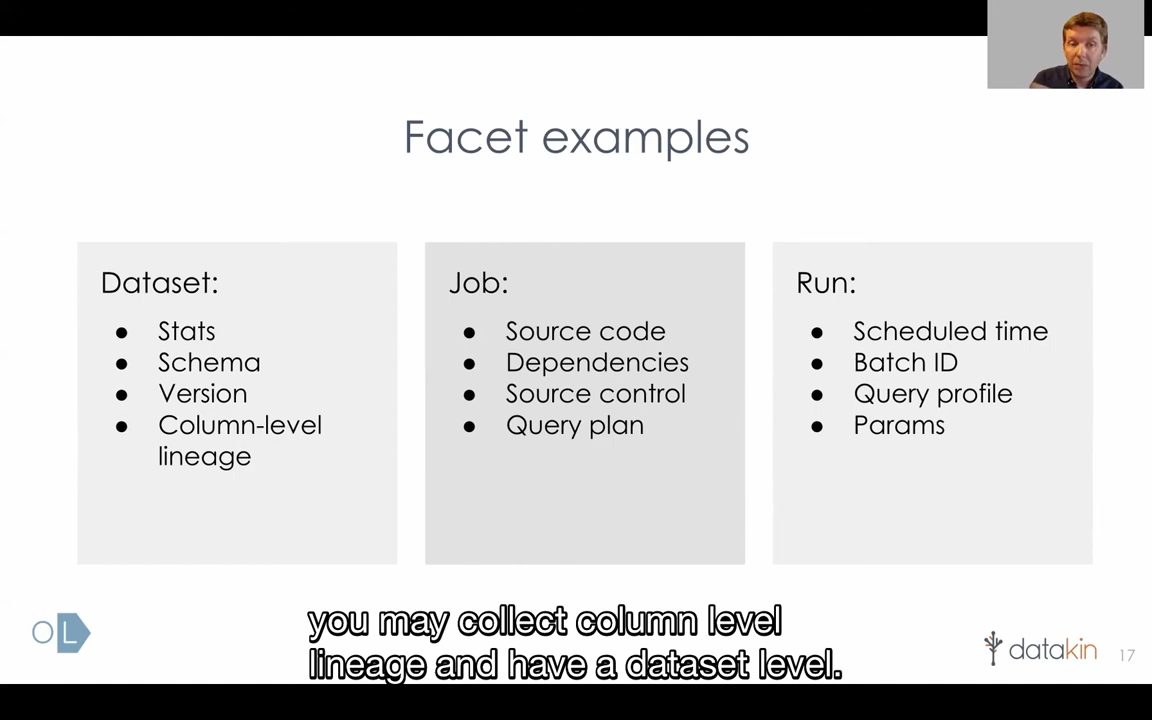 Facet examples
Dataset:
● Stats
● Schema
● Version
● Column-level
lineage
Job:
● Source code
● Dependencies
● Source control
● Query plan
Run:
● Scheduled time
● Batch ID
● Query profile
● Params
you may collect column level
lineage and have a dataset level.
OL
datakin
17